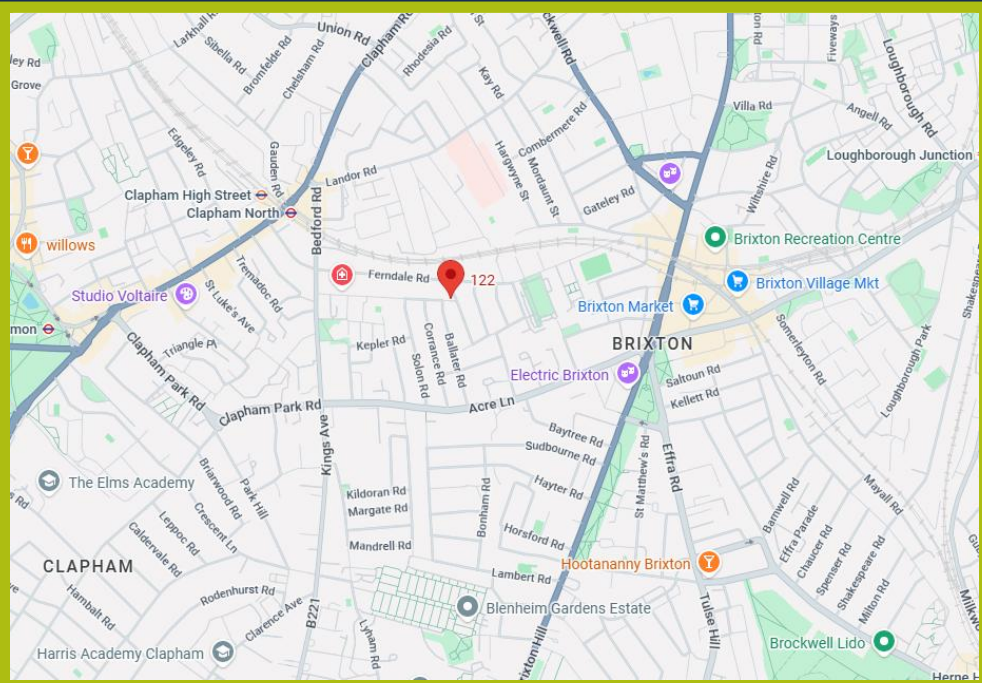 Union Rd
Larkhall R
Sibella Rd
Bromfelde Rd
Chelsham Rd
Clapham Rd
Rhodesia Rd
Kay Rd
ockwell Rd
Fiveways
Loughborough Rd
ley Rd
Grove
Villa Rd
Angell Rd
Loughborough Junction
Combermere Rd
Edgeley Rd
Gauden Rd
Landor Rd
Hargwyne St
Mordaunt St
Gateley Rd
Wiltshire Rd
Clapham High Street
Clapham North
Bedford Rd
willows
Brixton Recreation Centre
Tremadoc Rd
Ferndale Rd
122
Brixton Village Mkt
Studio Voltaire
St Luke's Ave
Brixton Market
mon
Triangle Pl
Kepler Rd
Corrance Rd
Ballater Rd
Solon Rd
BRIXTON
Somerleyton Rd
Loughborough Park
Electric Brixton
Saltoun Rd
Kellett Rd
Clapham Park Rd
Clapham Park Rd
Acre Ln
Kings Ave
Baytree Rd
Sudbourne Rd
St Matthew's Rd
Effra Rd
The Elms Academy
Briarwood Rd
Park Hill
Crescent Ln
Leppoc Rd
Caldervale Rd
Kildoran Rd
Margate Rd
Bonham Rd
Hayter Rd
Horsford Rd
Mandrell Rd
Barnwell Rd
Effra Parade
Chaucer Rd
Spenser Rd
Shakespeare Rd
Milton Rd
Mayall Rd
CLAPHAM
Hootananny Brixton
Lambert Rd
Hambalt Rd
Rodenhurst Rd
Clarence Ave
B221
Lyham Rd
Blenheim Gardens Estate
Tulse Hill
Harris Academy Clapham
Brockwell Lido
rixton Hill
Herne H